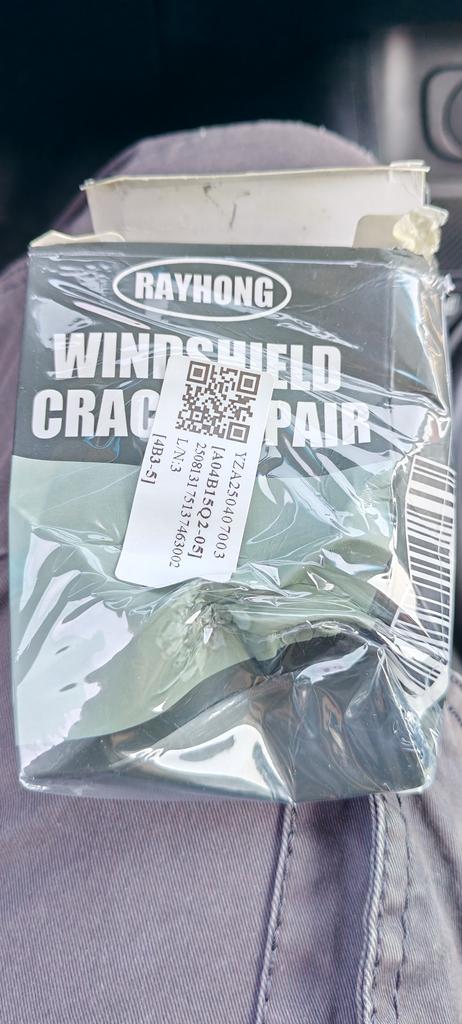 RAYHONG
WINDSHIELD
CRAC PAIR
YZA250407003
[A04B15Q2-05]
250813175137463002
L/N:3
[4B3-5]